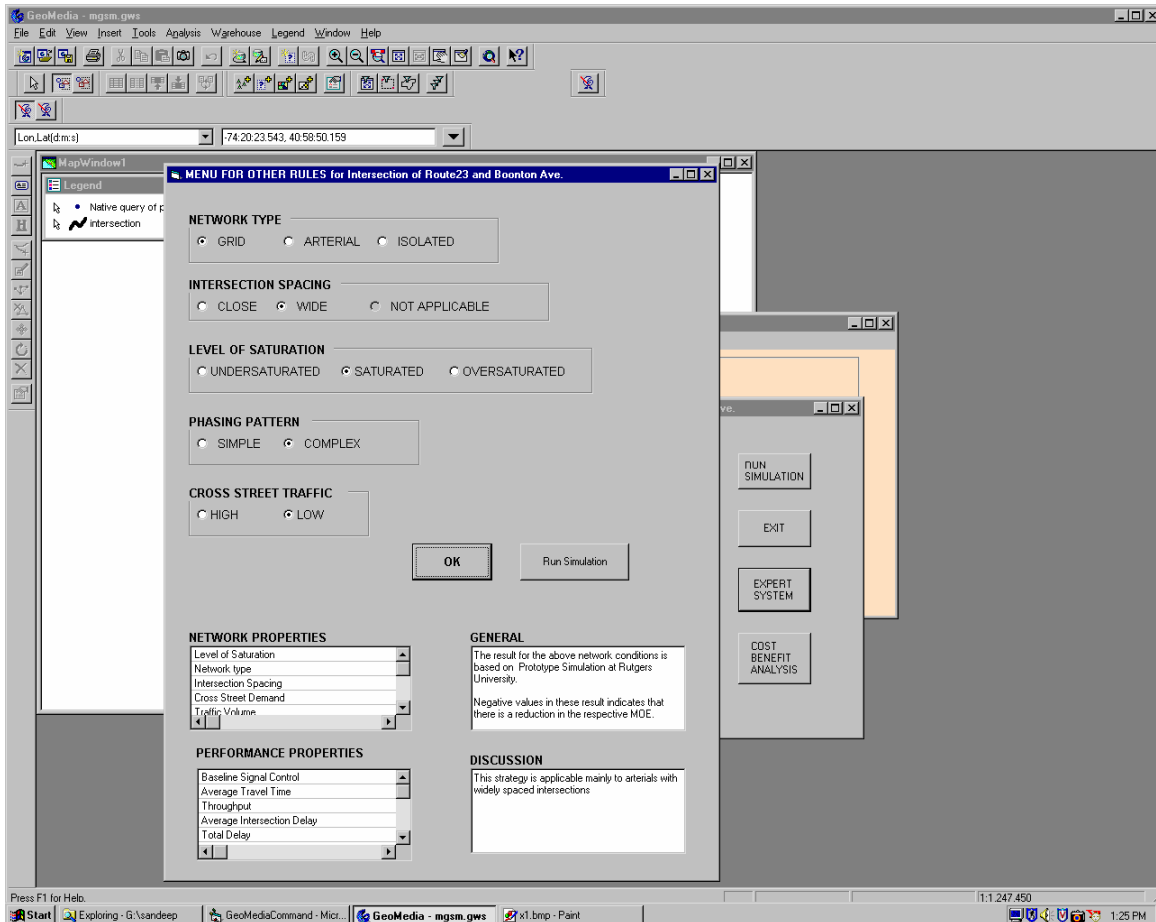 GeoMedia - mgsm.gws
File Edit View Insert Tools Analysis Warehouse Legend Window Help
Lon,Lat(d:m:s) -74:20:23.543, 40:58:50.159
MapWindow1
Legend
Native query of p
intersection
MENU FOR OTHER RULES for Intersection of Route23 and Boonton Ave.
NETWORK TYPE
GRID ARTERIAL ISOLATED
INTERSECTION SPACING
CLOSE WIDE NOT APPLICABLE
LEVEL OF SATURATION
UNDERSATURATED SATURATED OVERSATURATED
PHASING PATTERN
SIMPLE COMPLEX
CROSS STREET TRAFFIC
HIGH LOW
OK Run Simulation
NETWORK PROPERTIES
Level of Saturation
Network type
Intersection Spacing
Cross Street Demand
Traffic Volume
GENERAL
The result for the above network conditions is
based on Prototype Simulation at Rutgers
University.
Negative values in these result indicates that
there is a reduction in the respective MOE.
PERFORMANCE PROPERTIES
Baseline Signal Control
Average Travel Time
Throughput
Average Intersection Delay
Total Delay
DISCUSSION
This strategy is applicable mainly to arterials with
widely spaced intersections
ve.
RUN
SIMULATION
EXIT
EXPERT
SYSTEM
COST
BENEFIT
ANALYSIS
Press F1 for Help.
1:1.247.450
Start Exploring - G:\sandeep GeoMediaCommand - Micr... GeoMedia - mgsm.gws x1.bmp - Paint 1:25 PM